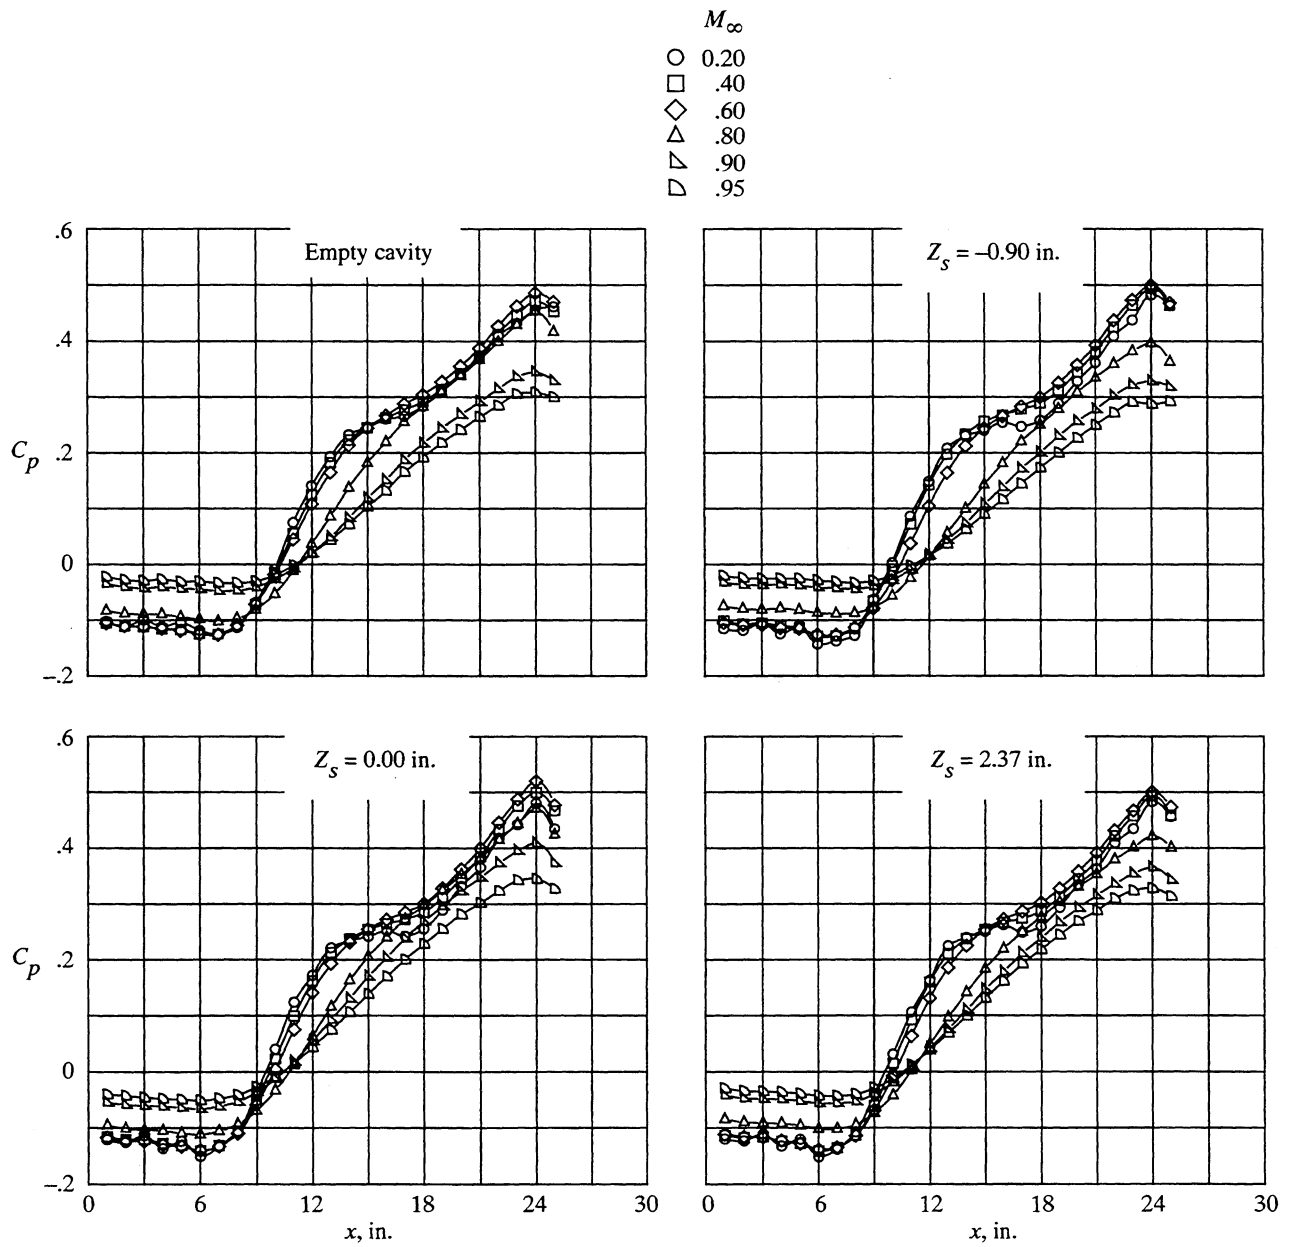 M∞
0.20
.40
.60
.80
.90
.95
.6
.4
.2
0
–.2
Cp
Empty cavity
Zs = –0.90 in.
.6
.4
.2
0
–.2
Cp
Zs = 0.00 in.
Zs = 2.37 in.
0 6 12 18 24 30
x, in.
0 6 12 18 24 30
x, in.